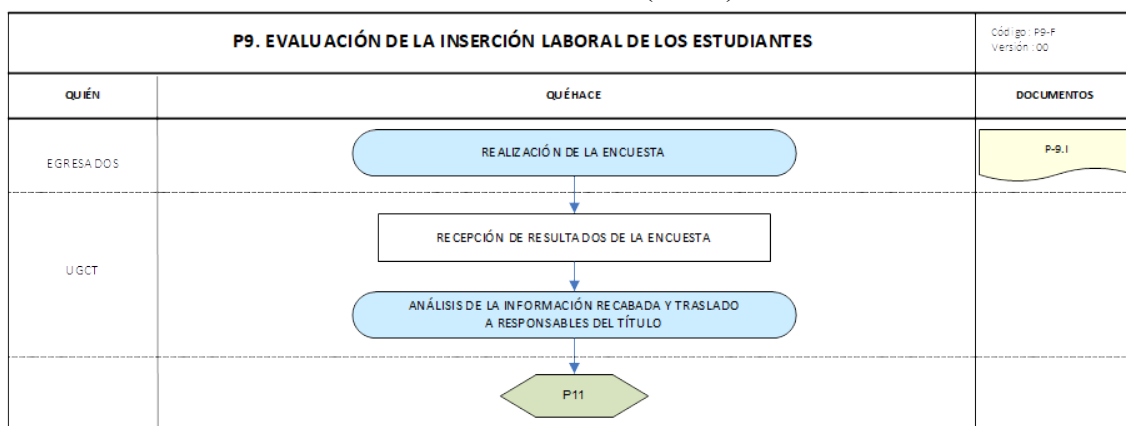 P9. EVALUACIÓN DE LA INSERCIÓN LABORAL DE LOS ESTUDIANTES
Código: P9-F
Versión: 00
QUIÉN
QUÉ HACE
DOCUMENTOS
EGRESADOS
REALIZACIÓN DE LA ENCUESTA
P-9.I
UGCT
RECEPCIÓN DE RESULTADOS DE LA ENCUESTA
ANÁLISIS DE LA INFORMACIÓN RECABADA Y TRASLADO
A RESPONSABLES DEL TÍTULO
P11